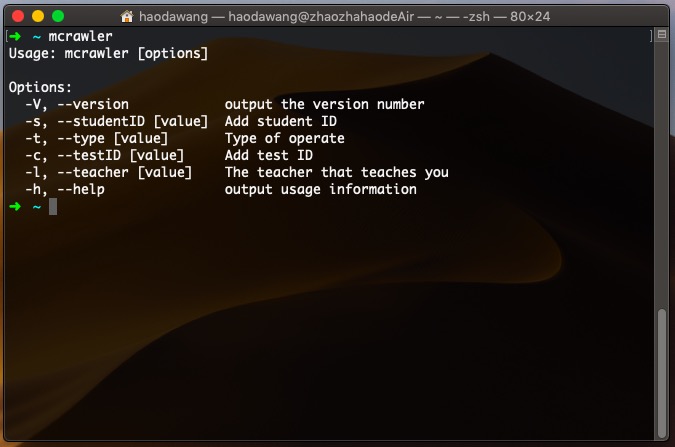 haodawang — haodawang@zhaozhahaodeAir — ~ — -zsh — 80×24
[➜  ~ mcrawler ]
Usage: mcrawler [options]

Options:
  -V, --version            output the version number
  -s, --studentID [value]  Add student ID
  -t, --type [value]       Type of operate
  -c, --testID [value]     Add test ID
  -l, --teacher [value]    The teacher that teaches you
  -h, --help               output usage information
➜  ~